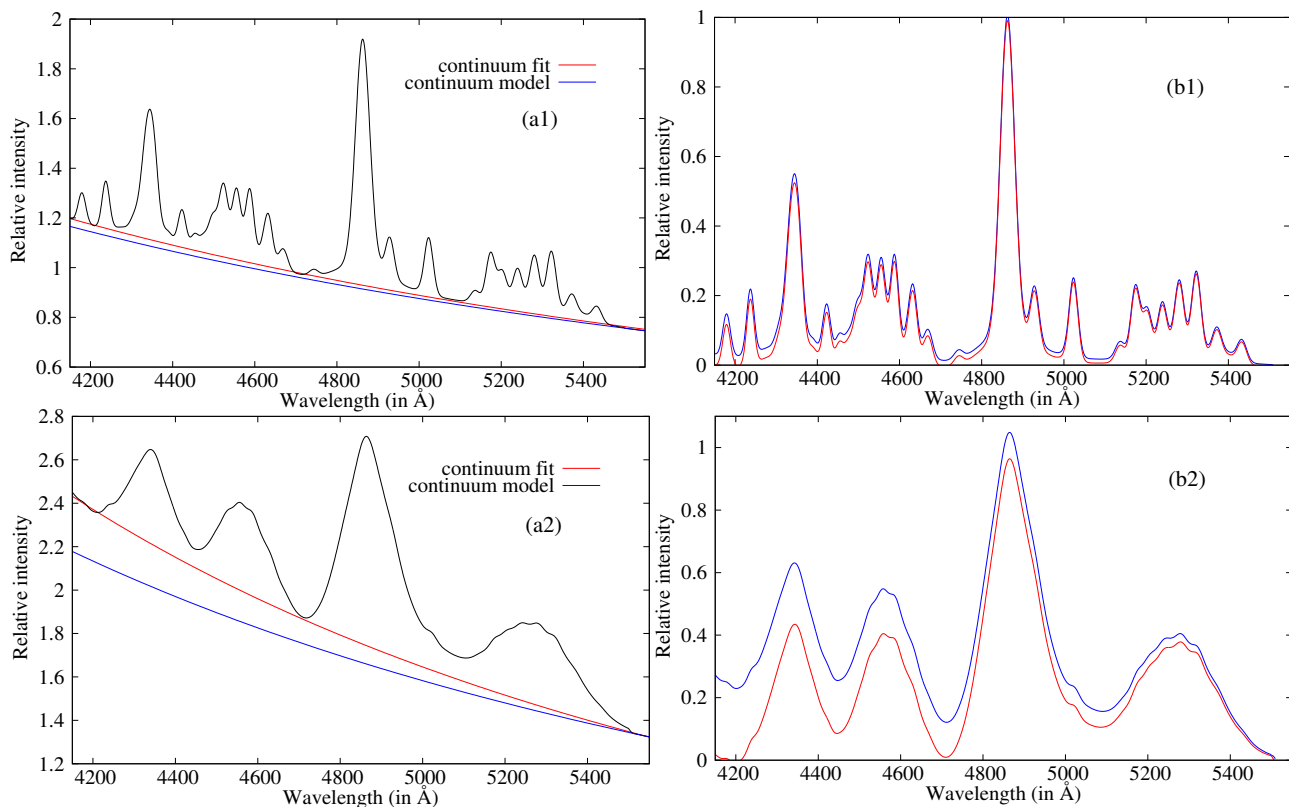 2
1.8
1.6
1.4
1.2
1
0.8
0.6
4200 4400 4600 4800 5000 5200 5400
Relative intensity
Wavelength (in Å)
continuum fit
continuum model
(a1)
1
0.8
0.6
0.4
0.2
0
4200 4400 4600 4800 5000 5200 5400
Relative intensity
Wavelength (in Å)
(b1)
2.8
2.6
2.4
2.2
2
1.8
1.6
1.4
1.2
4200 4400 4600 4800 5000 5200 5400
Relative intensity
Wavelength (in Å)
continuum fit
continuum model
(a2)
1
0.8
0.6
0.4
0.2
0
4200 4400 4600 4800 5000 5200 5400
Relative intensity
Wavelength (in Å)
(b2)